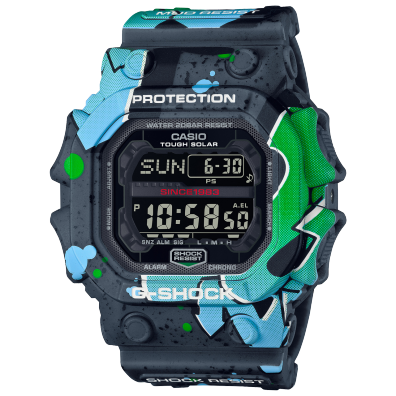 MUD RESIST
PROTECTION
WATER 20BAR RESIST
CASIO
TOUGH SOLAR
SUN 6-30
PS
P 10:58 50
A.EL
SNZ ALM SIG L • M • H
ALARM SHOCK RESIST CHRONO
G-SHOCK
SHOCK RESIST